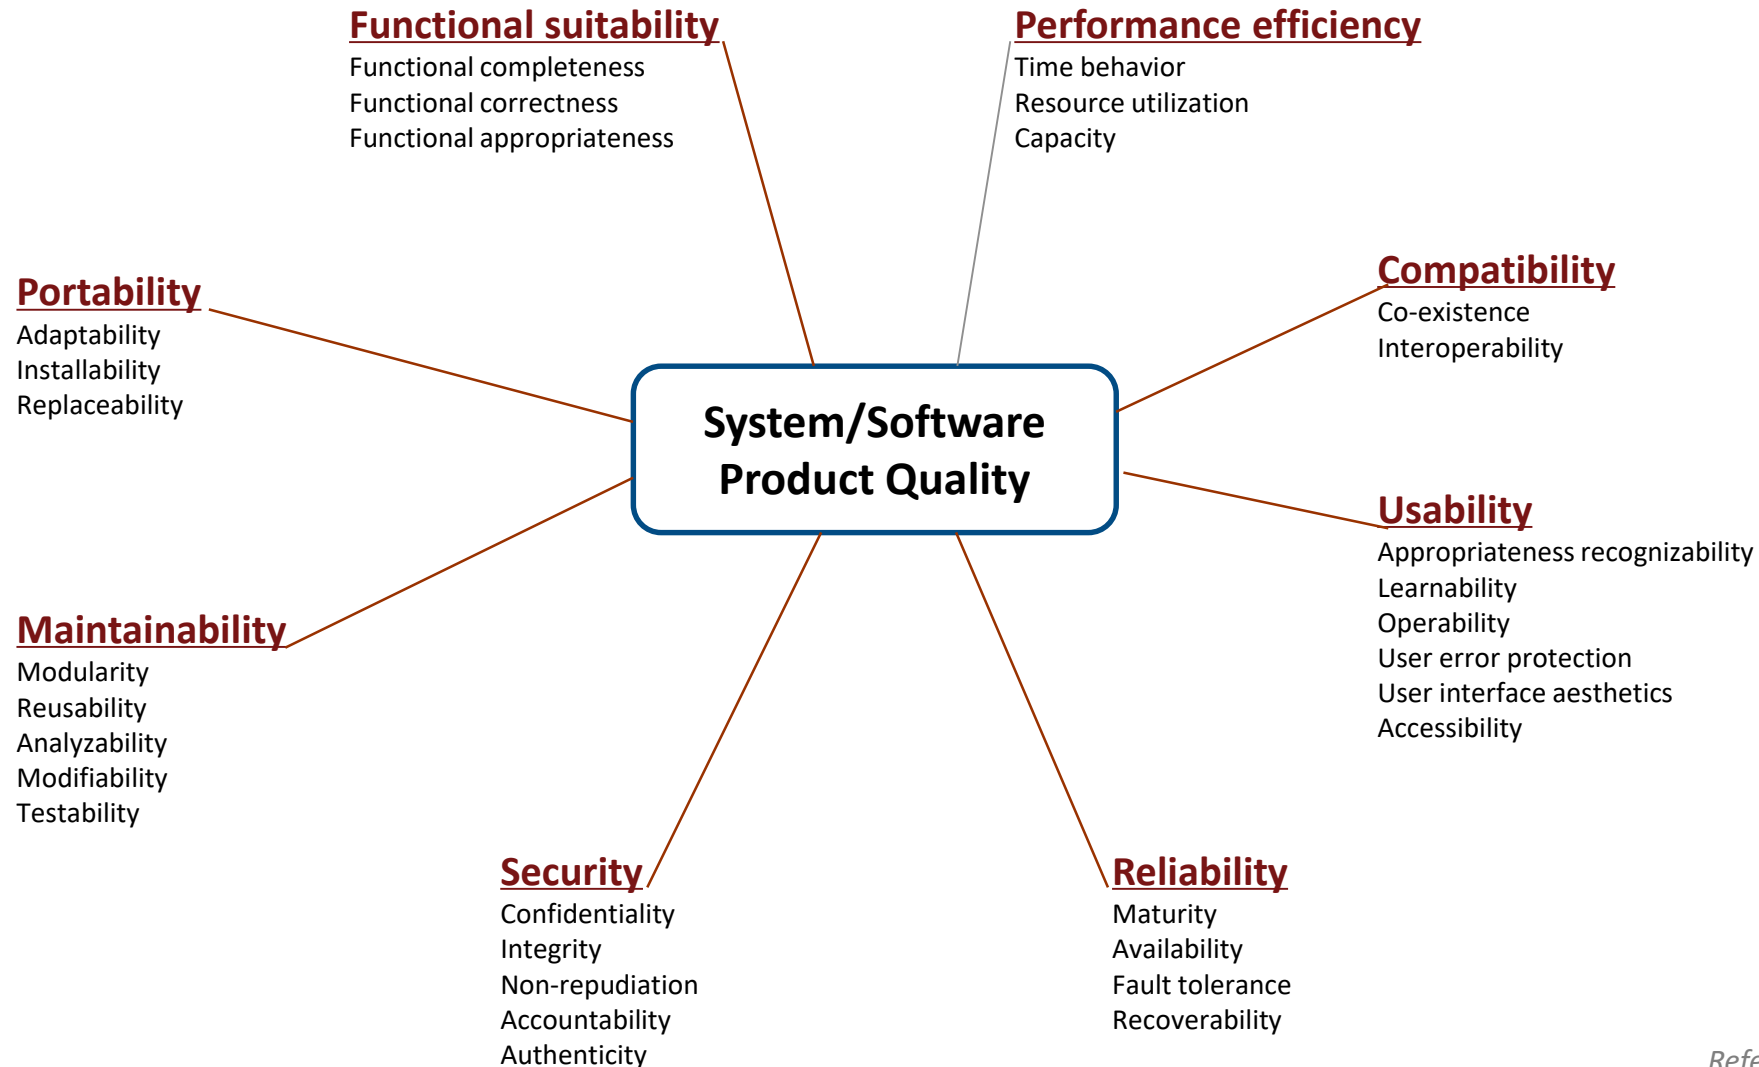 Functional suitability
Functional completeness
Functional correctness
Functional appropriateness
Performance efficiency
Time behavior
Resource utilization
Capacity
Portability
Adaptability
Installability
Replaceability
Compatibility
Co-existence
Interoperability
System/Software
Product Quality
Usability
Appropriateness recognizability
Learnability
Operability
User error protection
User interface aesthetics
Accessibility
Maintainability
Modularity
Reusability
Analyzability
Modifiability
Testability
Security
Confidentiality
Integrity
Non-repudiation
Accountability
Authenticity
Reliability
Maturity
Availability
Fault tolerance
Recoverability